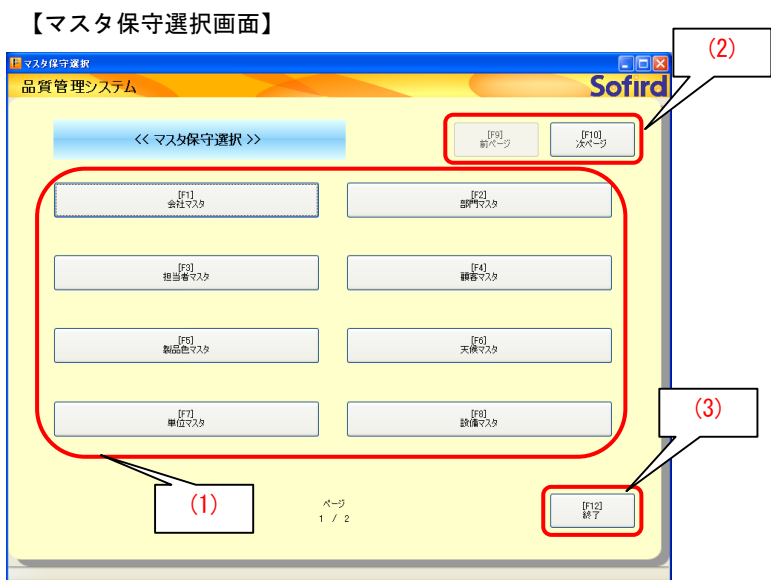 【マスタ保守選択画面】
(2)
マスタ保守選択
品質管理システム
Sofird
<< マスタ保守選択 >>
[F9]
前ページ
[F10]
次ページ
[F1]
会社マスタ
[F2]
部門マスタ
[F3]
担当者マスタ
[F4]
顧客マスタ
[F5]
製品色マスタ
[F6]
天候マスタ
[F7]
単位マスタ
[F8]
設備マスタ
(3)
(1)
ページ
1 / 2
[F12]
終了